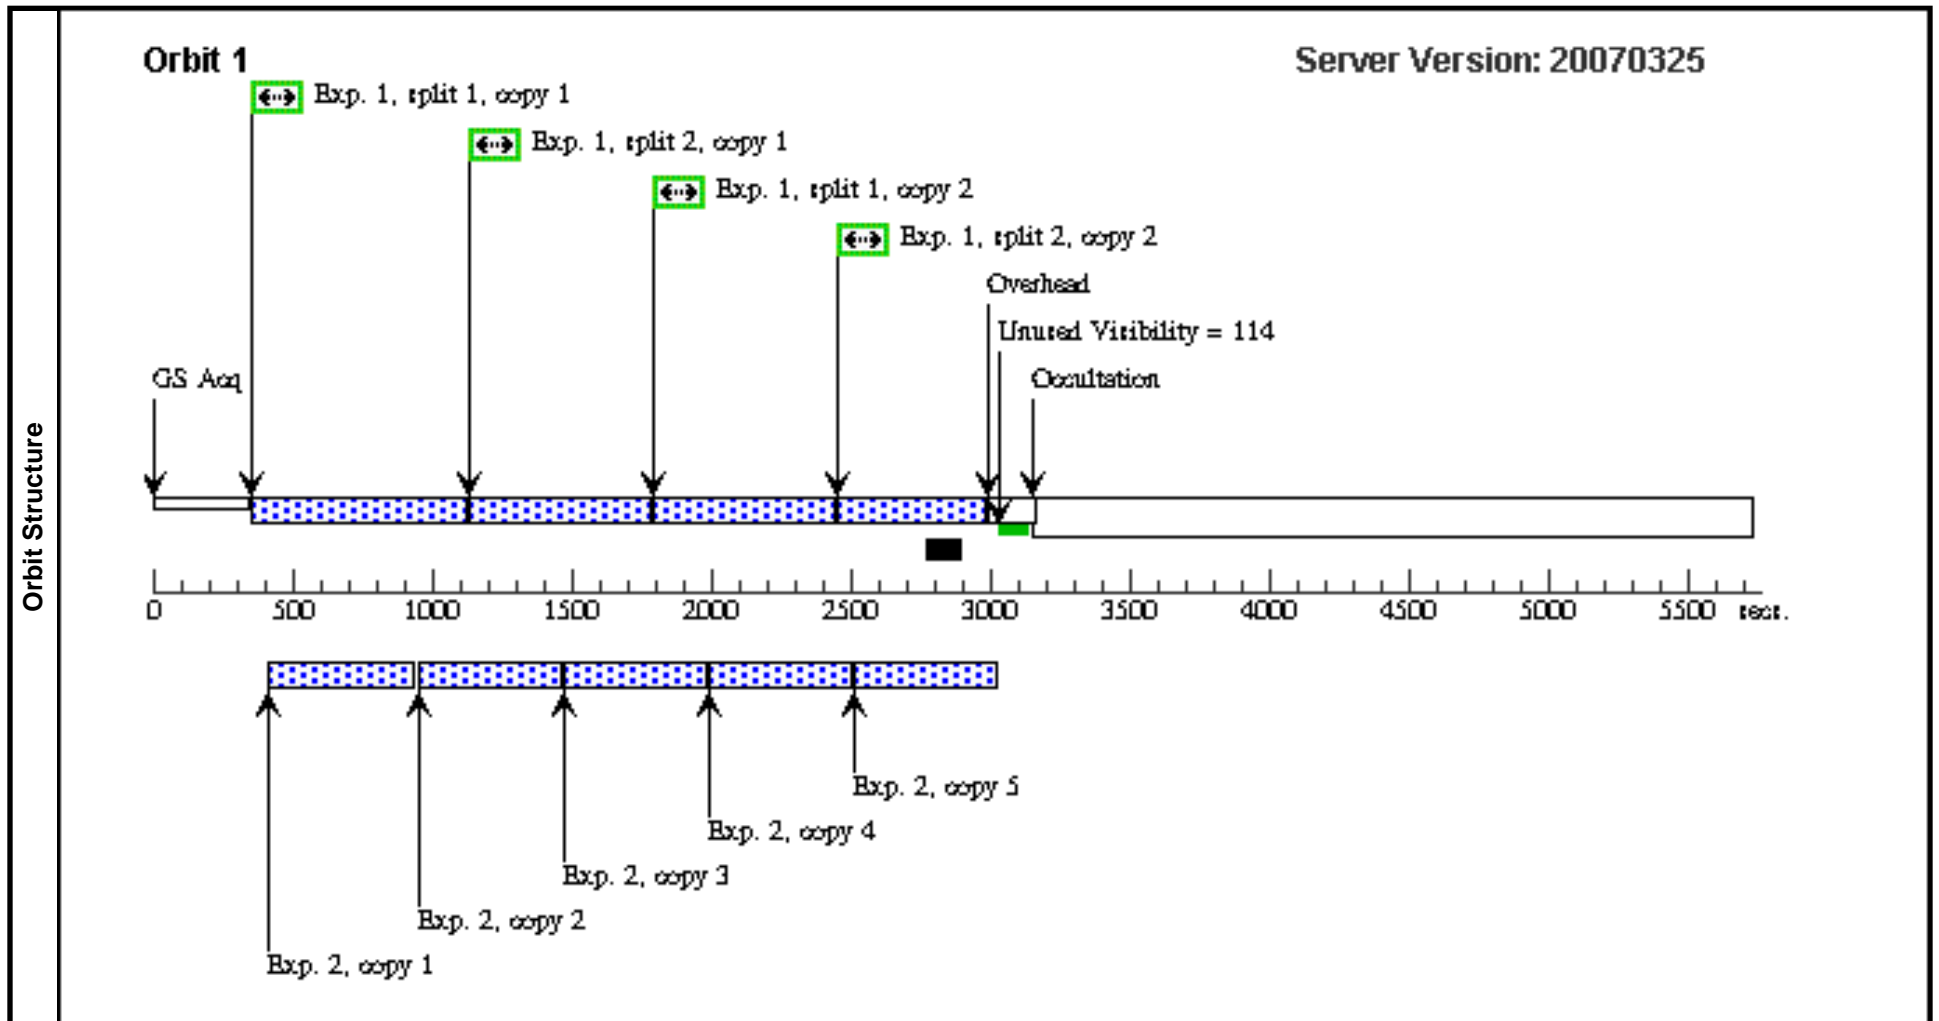 Orbit 1
Server Version: 20070325
Exp. 1, split 1, copy 1
Exp. 1, split 2, copy 1
Exp. 1, split 1, copy 2
Exp. 1, split 2, copy 2
Overhead
Unused Visibility = 114
GS Acq
Occultation
Orbit Structure
0 500 1000 1500 2000 2500 3000 3500 4000 4500 5000 5500 secs.
Exp. 2, copy 5
Exp. 2, copy 4
Exp. 2, copy 3
Exp. 2, copy 2
Exp. 2, copy 1